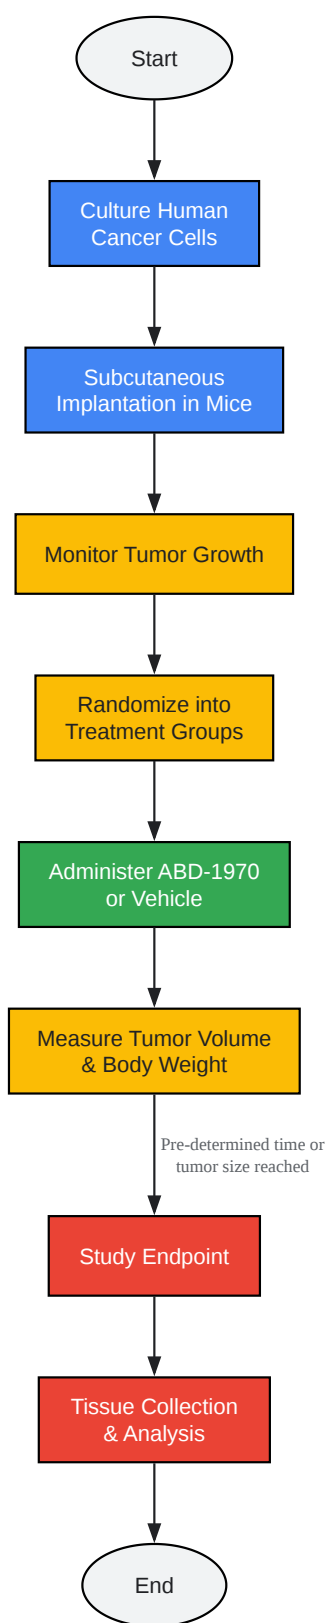 Start
Culture Human
Cancer Cells
Subcutaneous
Implantation in Mice
Monitor Tumor Growth
Randomize into
Treatment Groups
Administer ABD-1970
or Vehicle
Measure Tumor Volume
& Body Weight
Pre-determined time or
tumor size reached
Study Endpoint
Tissue Collection
& Analysis
End